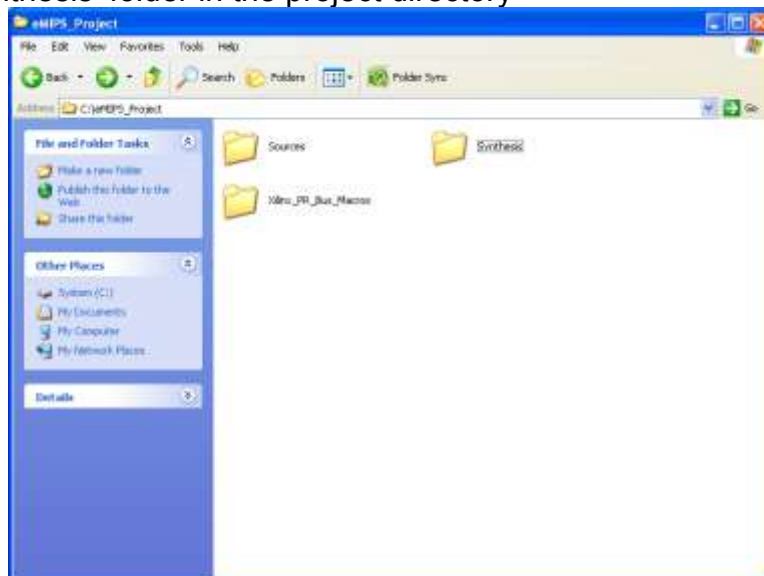 nthesis' folder in the project directory
eMIPS_Project
File Edit View Favorites Tools Help
Back Search Folders Folder Sync
Address C:\eMIPS_Project Go
File and Folder Tasks
Make a new folder
Publish this folder to the
Web
Share this folder
Other Places
System (C:)
My Documents
My Computer
My Network Places
Details
Sources
Synthesis
Xilinx_PR_Bus_Macros